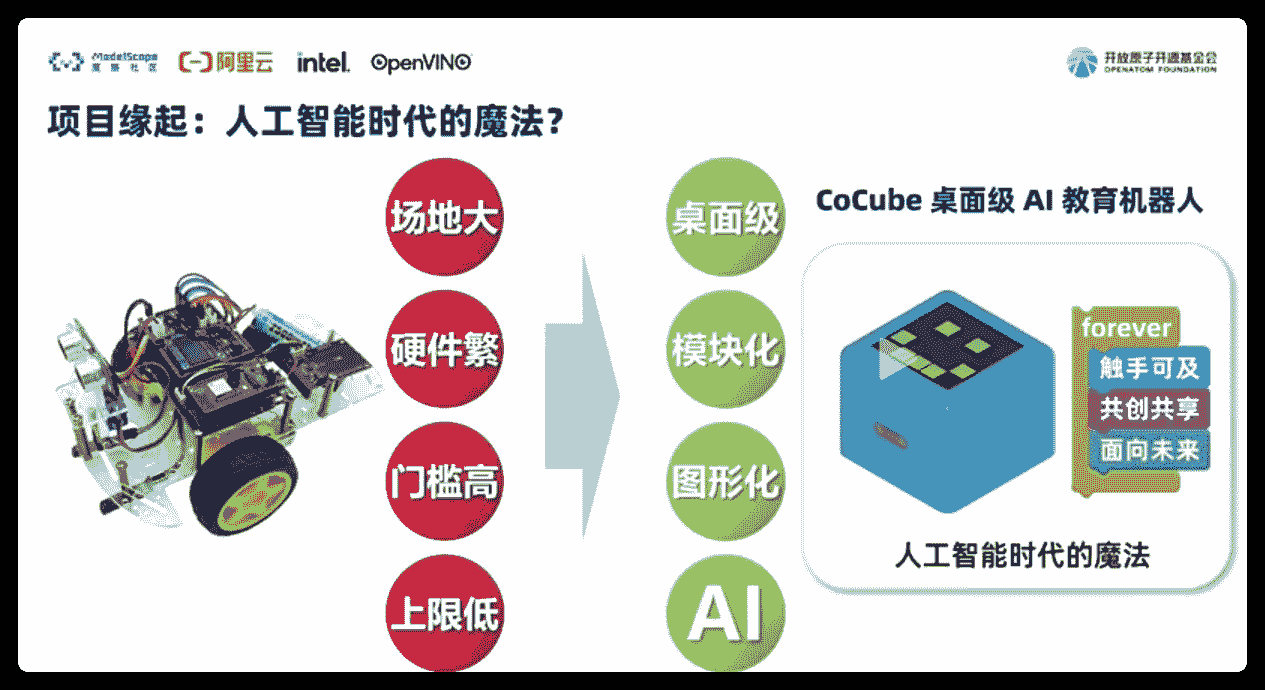 ModelScope
魔搭社区
阿里云
intel.
OpenVINO
开放原子开源基金会
OPENATOM FOUNDATION
项目缘起：人工智能时代的魔法？
场地大
硬件繁
门槛高
上限低
桌面级
模块化
图形化
AI
CoCube 桌面级 AI 教育机器人
forever
触手可及
共创共享
面向未来
人工智能时代的魔法